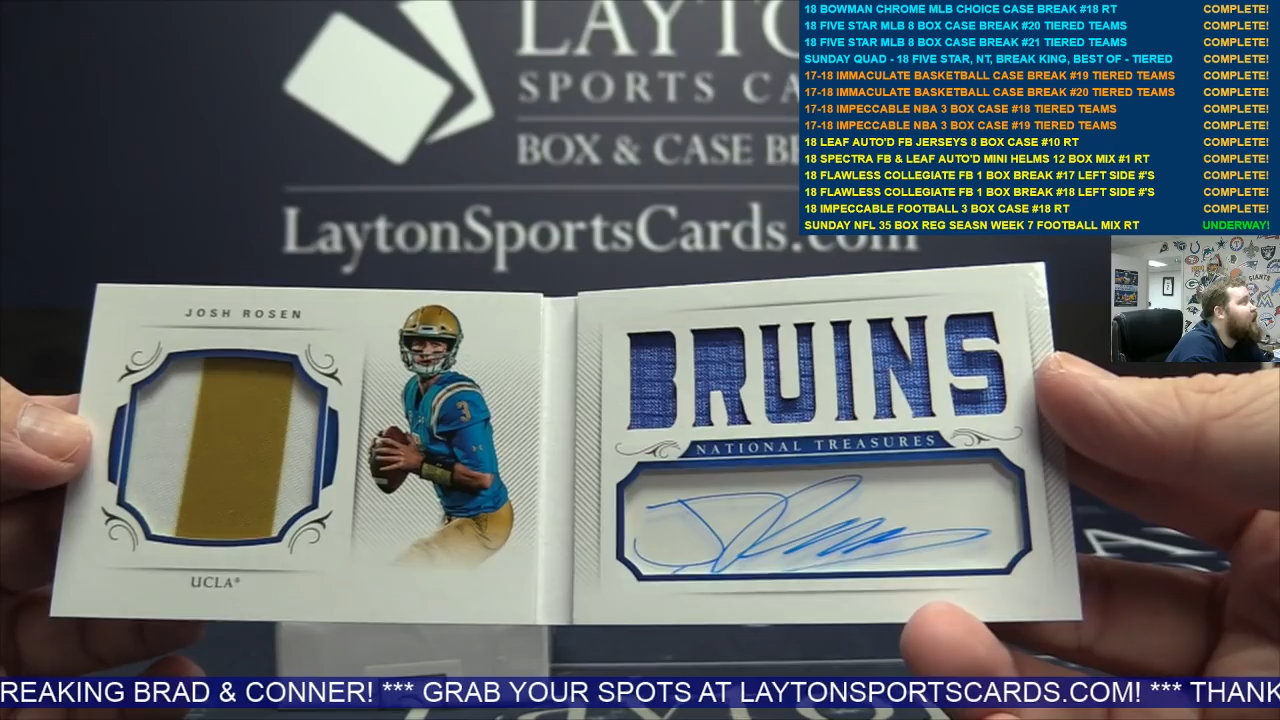 LAYTO
SPORTS CA
BOX & CASE BR
LaytonSportsCards.com
18 BOWMAN CHROME MLB CHOICE CASE BREAK #18 RT COMPLETE!
18 FIVE STAR MLB 8 BOX CASE BREAK #20 TIERED TEAMS COMPLETE!
18 FIVE STAR MLB 8 BOX CASE BREAK #21 TIERED TEAMS COMPLETE!
SUNDAY QUAD - 18 FIVE STAR, NT, BREAK KING, BEST OF - TIERED COMPLETE!
17-18 IMMACULATE BASKETBALL CASE BREAK #19 TIERED TEAMS COMPLETE!
17-18 IMMACULATE BASKETBALL CASE BREAK #20 TIERED TEAMS COMPLETE!
17-18 IMPECCABLE NBA 3 BOX CASE #18 TIERED TEAMS COMPLETE!
17-18 IMPECCABLE NBA 3 BOX CASE #19 TIERED TEAMS COMPLETE!
18 LEAF AUTO'D FB JERSEYS 8 BOX CASE #10 RT COMPLETE!
18 SPECTRA FB & LEAF AUTO'D MINI HELMS 12 BOX MIX #1 RT COMPLETE!
18 FLAWLESS COLLEGIATE FB 1 BOX BREAK #17 LEFT SIDE #'S COMPLETE!
18 FLAWLESS COLLEGIATE FB 1 BOX BREAK #18 LEFT SIDE #'S COMPLETE!
18 IMPECCABLE FOOTBALL 3 BOX CASE #18 RT COMPLETE!
SUNDAY NFL 35 BOX REG SEASN WEEK 7 FOOTBALL MIX RT UNDERWAY!
JOSH ROSEN
3
UCLA®
BRUINS
NATIONAL TREASURES
REAKING BRAD & CONNER! *** GRAB YOUR SPOTS AT LAYTONSPORTSCARDS.COM! *** THANK